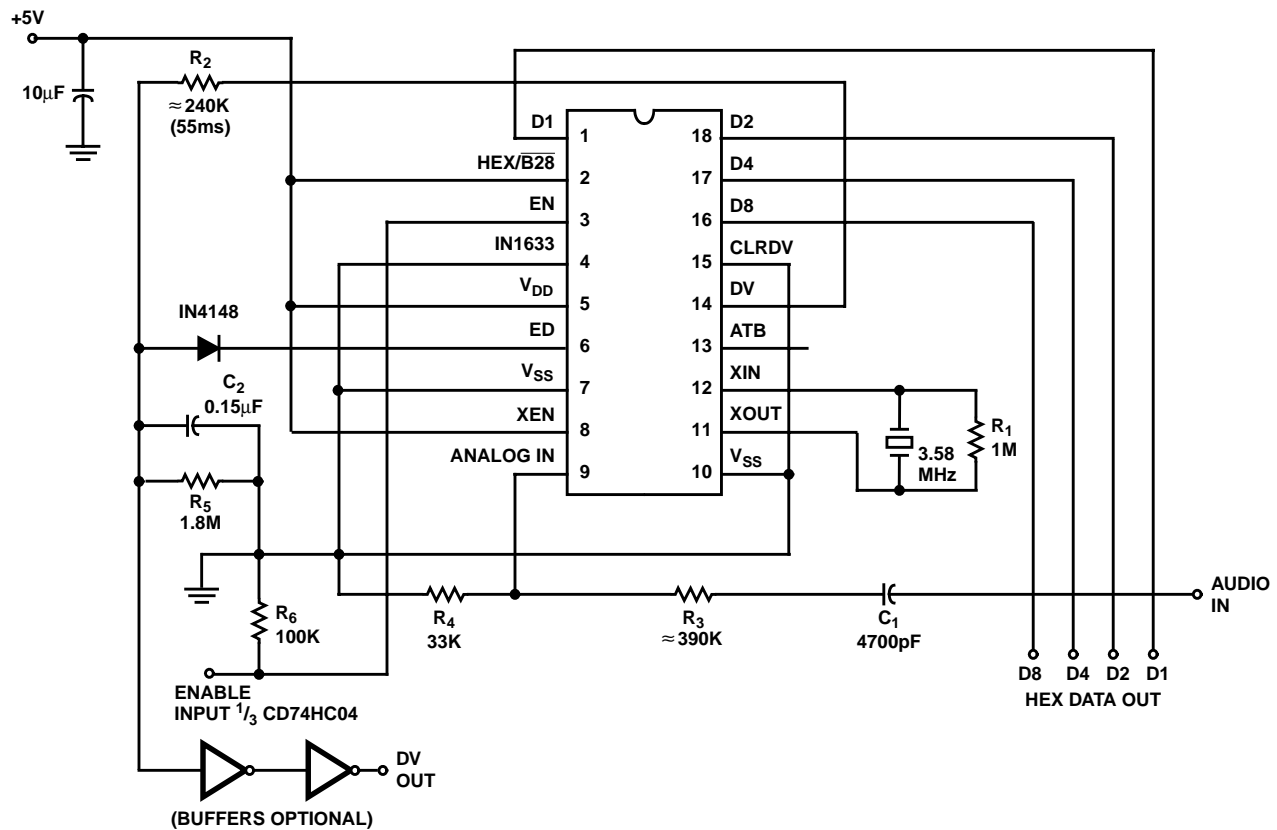 +5V
10μF
R2
≈240K
(55ms)
D1
HEX/B28
EN
IN1633
VDD
ED
VSS
XEN
ANALOG IN
1
2
3
4
5
6
7
8
9
18
17
16
15
14
13
12
11
10
D2
D4
D8
CLRDV
DV
ATB
XIN
XOUT
VSS
IN4148
C2
0.15μF
R5
1.8M
R1
1M
3.58
MHz
R6
100K
R4
33K
R3
≈390K
C1
4700pF
AUDIO
IN
D8 D4 D2 D1
HEX DATA OUT
ENABLE
INPUT 1/3 CD74HC04
DV
OUT
(BUFFERS OPTIONAL)